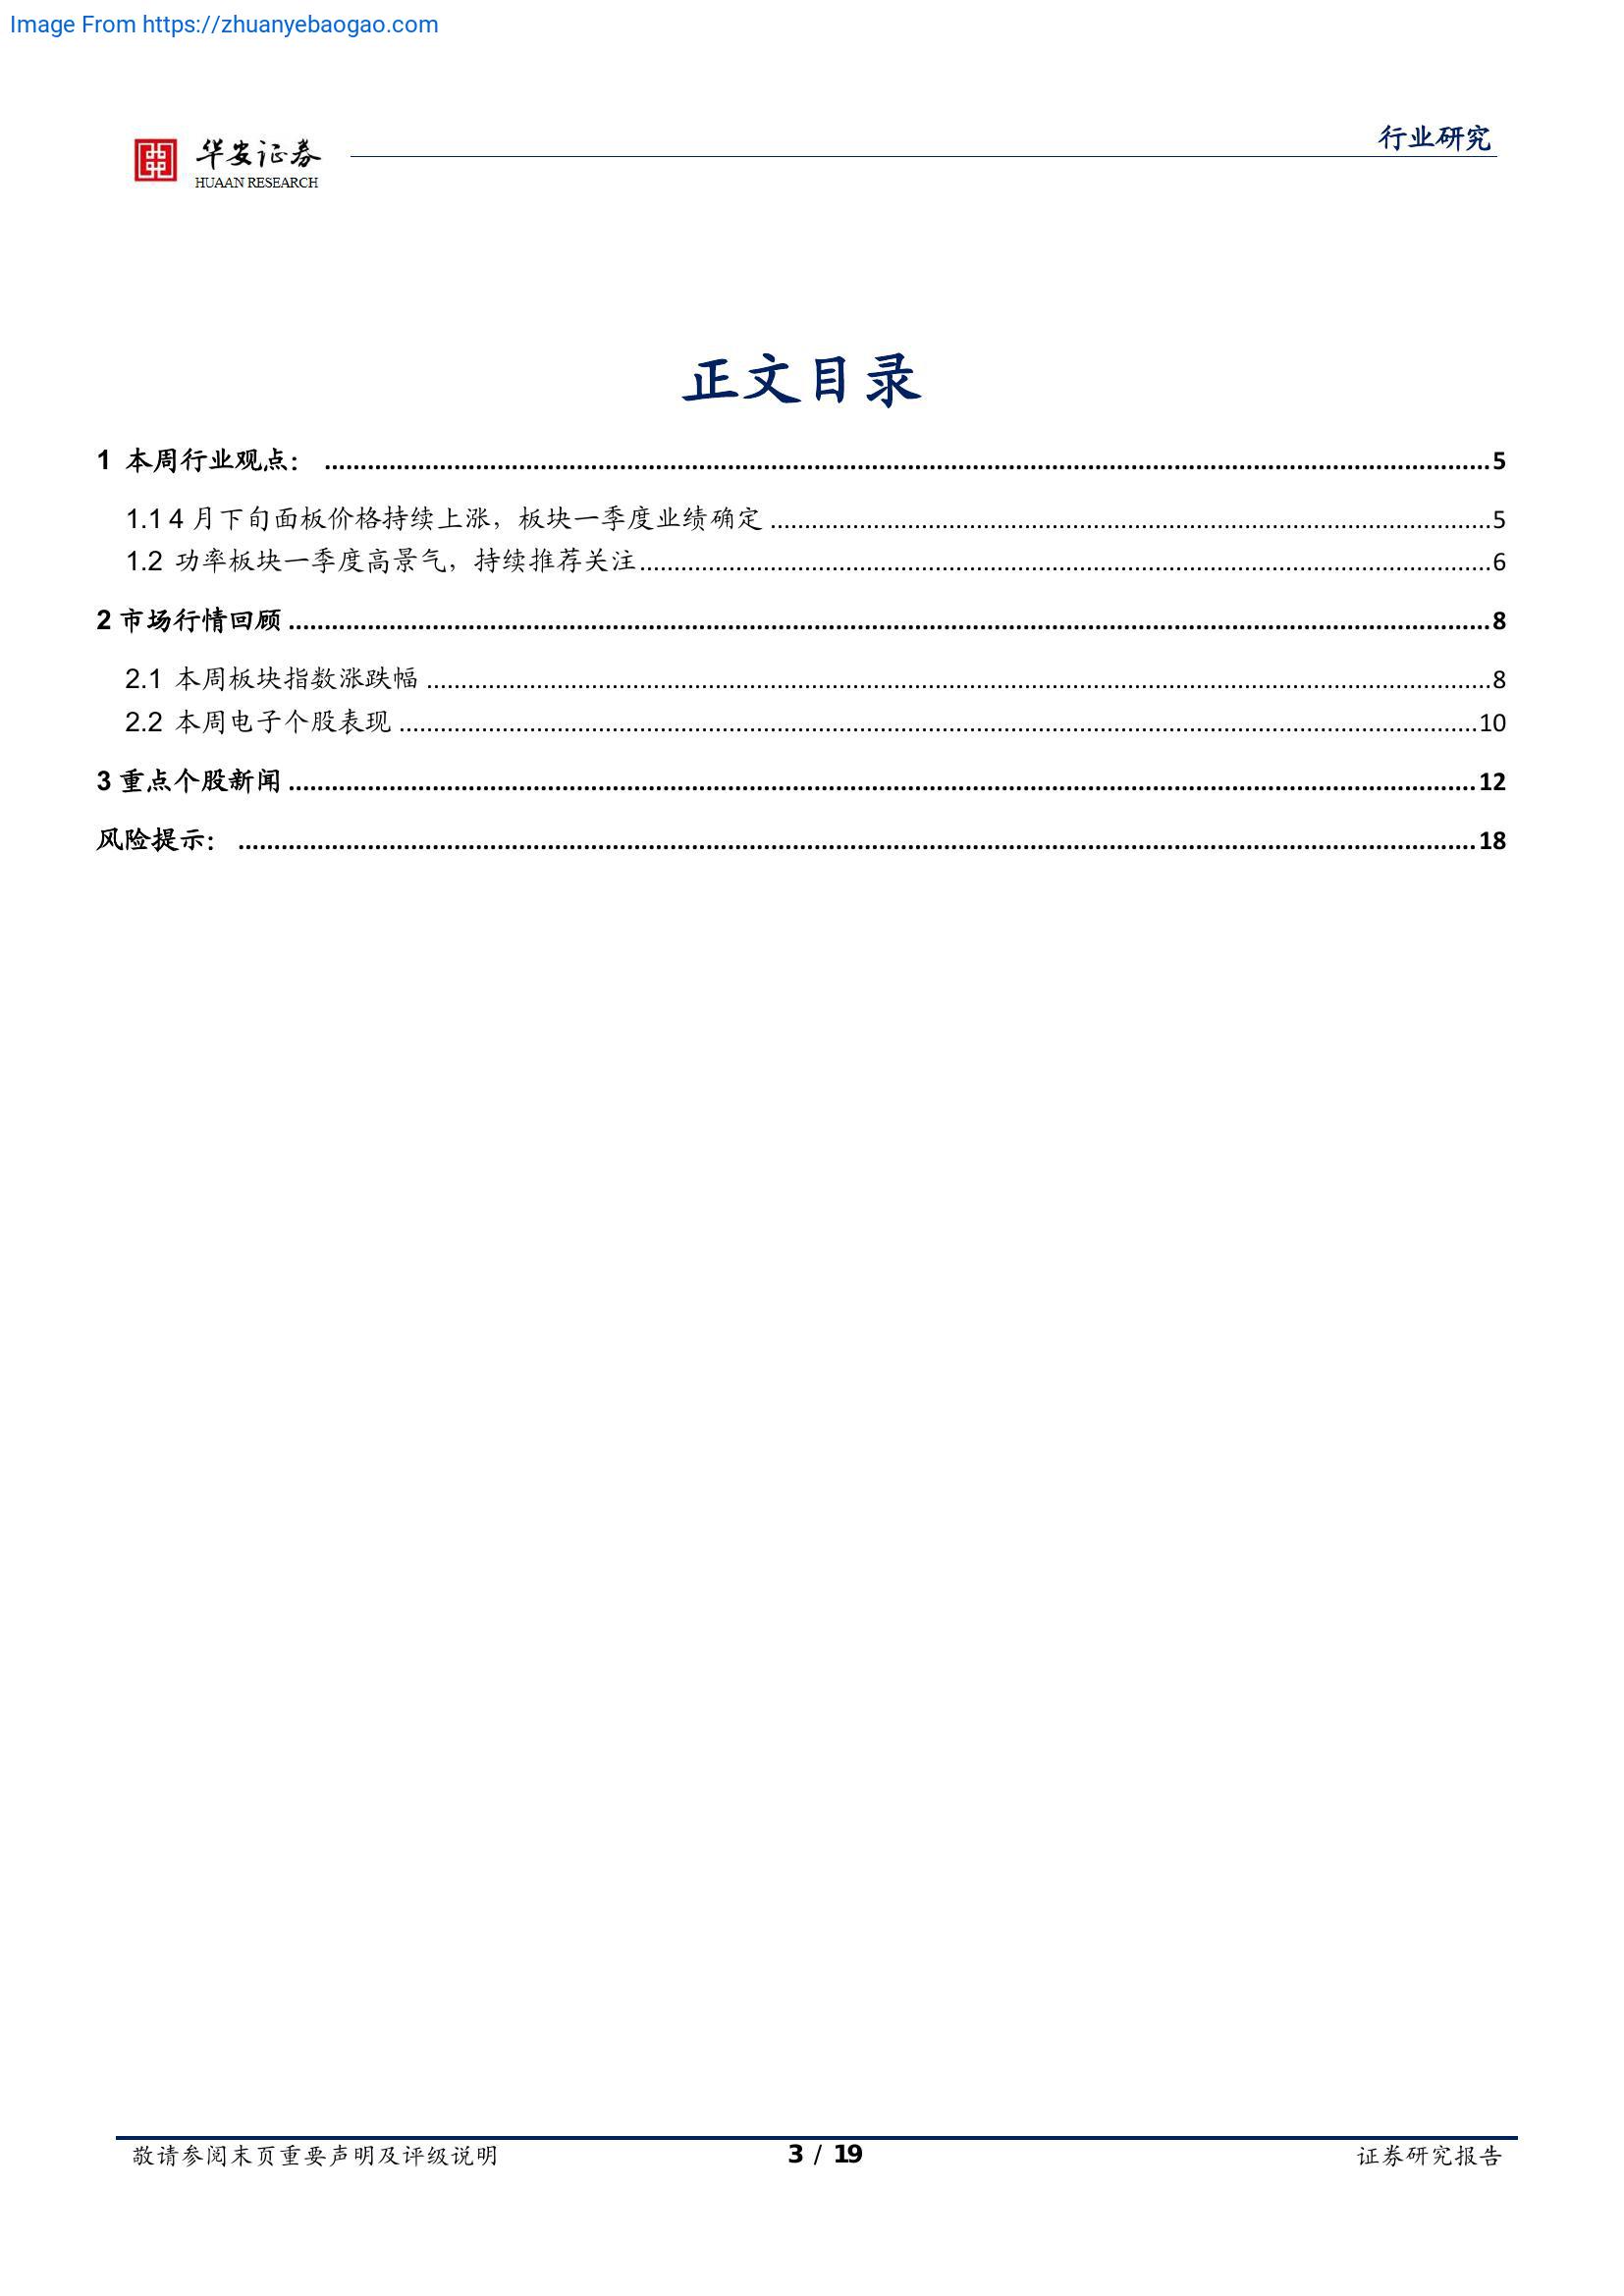 Image From https://zhuanyebaogao.com
行业研究
华安证券
HUAAN RESEARCH
正文目录
1 本周行业观点： ........................................ 5
1.1 4 月下旬面板价格持续上涨，板块一季度业绩确定 ........................................ 5
1.2 功率板块一季度高景气，持续推荐关注 ........................................ 6
2 市场行情回顾 ........................................ 8
2.1 本周板块指数涨跌幅 ........................................ 8
2.2 本周电子个股表现 ........................................ 10
3 重点个股新闻 ........................................ 12
风险提示： ........................................ 18
敬请参阅末页重要声明及评级说明 3 / 19 证券研究报告